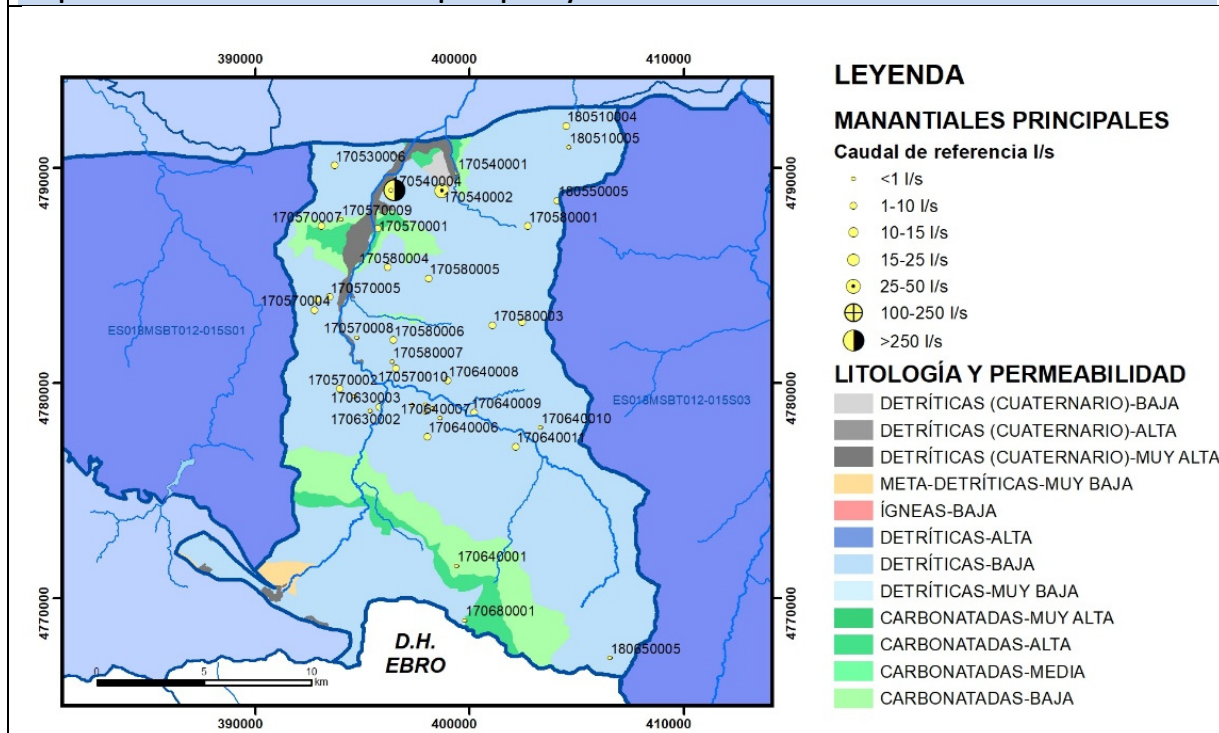 390000
400000
410000
4790000
4780000
4770000
4790000
4780000
4770000
390000
400000
410000
180510004
180510005
170530006
170540001
170540004
170540002
180550005
170570009
170570007
170570001
170580001
170580004
170580005
170570005
170570004
170580003
170570008
170580006
170580007
170570010
170570002
170640008
170630003
170640007
170640009
170630002
170640010
170640006
170640011
170640001
170680001
180650005
ES018MSBT012-015S01
ES018MSBT012-015S03
D.H.
EBRO
0 5 10
km
LEYENDA
MANANTIALES PRINCIPALES
Caudal de referencia l/s
<1 l/s
1-10 l/s
10-15 l/s
15-25 l/s
25-50 l/s
100-250 l/s
>250 l/s
LITOLOGÍA Y PERMEABILIDAD
DETRÍTICAS (CUATERNARIO)-BAJA
DETRÍTICAS (CUATERNARIO)-ALTA
DETRÍTICAS (CUATERNARIO)-MUY ALTA
META-DETRÍTICAS-MUY BAJA
ÍGNEAS-BAJA
DETRÍTICAS-ALTA
DETRÍTICAS-BAJA
DETRÍTICAS-MUY BAJA
CARBONATADAS-MUY ALTA
CARBONATADAS-ALTA
CARBONATADAS-MEDIA
CARBONATADAS-BAJA